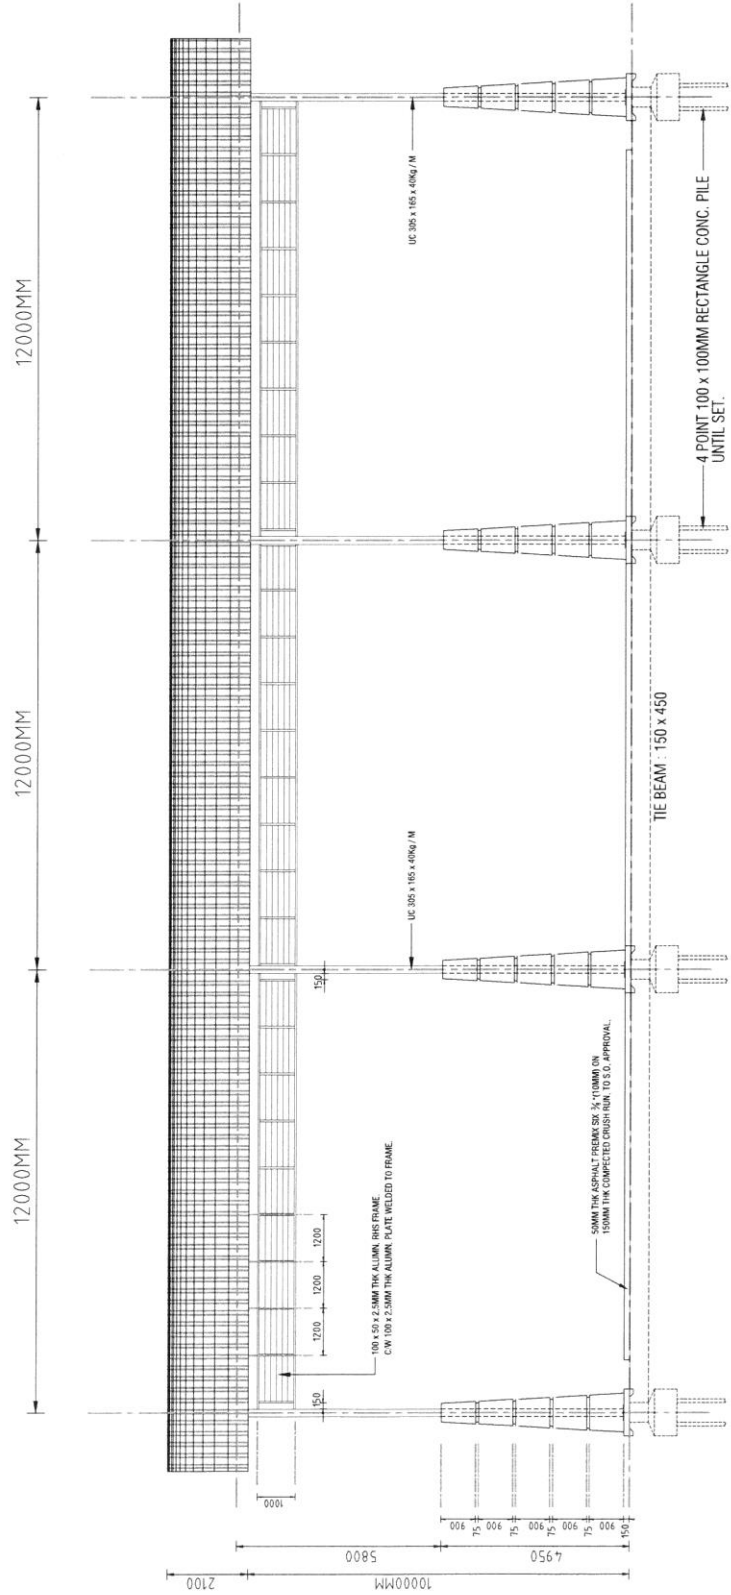 12000MM
12000MM
12000MM
2100
10000MM
5800
4950
1000
900
75
900
75
900
75
900
75
150
150
1200
1200
1200
150
100 x 50 x 2.5MM THK ALUMN. RHS FRAME.
C/W 100 x 2.5MM THK ALUMN. PLATE WELDED TO FRAME.
UC 305 x 165 x 40Kg / M
UC 305 x 165 x 40Kg / M
50MM THK ASPHALT PREMIX SIX ¾ "(10MM) ON
150MM THK COMPECTED CRUSH RUN, TO S.O. APPROVAL.
TIE BEAM : 150 x 450
4 POINT 100 x 100MM RECTANGLE CONC. PILE
UNTIL SET.